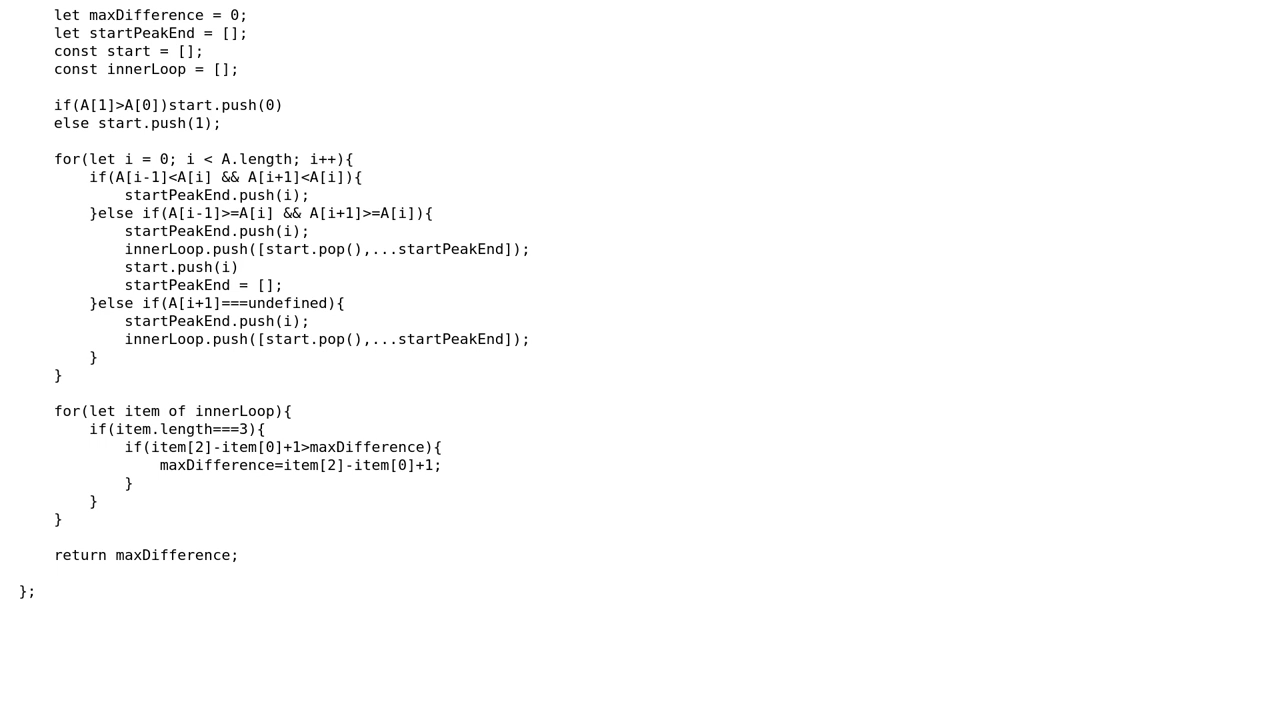 let maxDifference = 0;
let startPeakEnd = [];
const start = [];
const innerLoop = [];
if(A[1]>A[0])start.push(0)
else start.push(1);
for(let i = 0; i < A.length; i++){
if(A[i-1]<A[i] && A[i+1]<A[i]){
startPeakEnd.push(i);
}else if(A[i-1]>=A[i] && A[i+1]>=A[i]){
startPeakEnd.push(i);
innerLoop.push([start.pop(),...startPeakEnd]);
start.push(i)
startPeakEnd = [];
}else if(A[i+1]===undefined){
startPeakEnd.push(i);
innerLoop.push([start.pop(),...startPeakEnd]);
}
}
for(let item of innerLoop){
if(item.length===3){
if(item[2]-item[0]+1>maxDifference){
maxDifference=item[2]-item[0]+1;
}
}
}
return maxDifference;
};